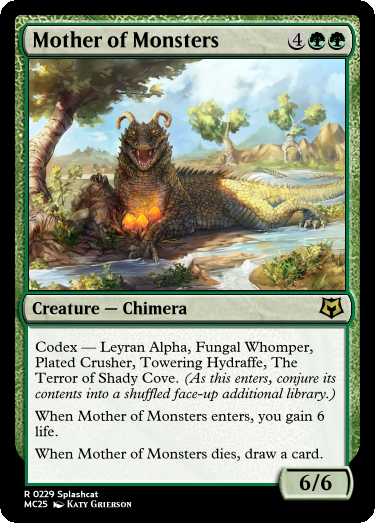 Mother of Monsters 4
Creature — Chimera
Codex — Leyran Alpha, Fungal Whomper,
Plated Crusher, Towering Hydraffe, The
Terror of Shady Cove. (As this enters, conjure its
contents into a shuffled face-up additional library.)
When Mother of Monsters enters, you gain 6
life.
When Mother of Monsters dies, draw a card.
6/6
R 0229 Splashcat
MC25 Katy Grierson